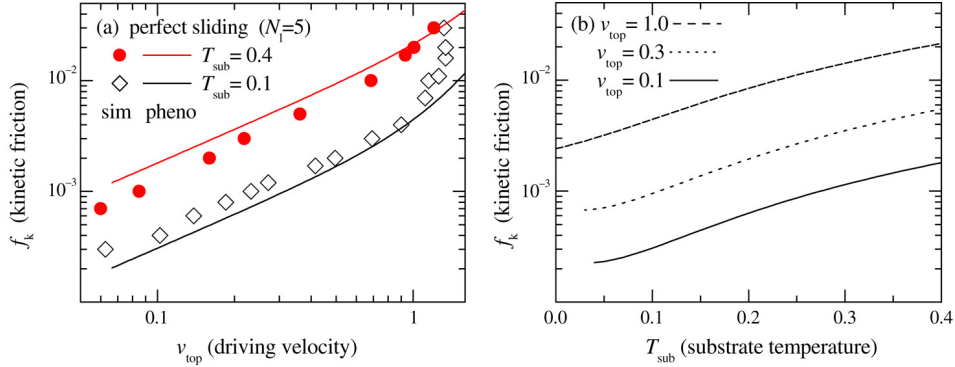 (a) perfect sliding (N_l=5)
T_sub = 0.4
T_sub = 0.1
sim pheno
10^-2
10^-3
f_k (kinetic friction)
0.1
1
v_top (driving velocity)
(b) v_top = 1.0
v_top = 0.3
v_top = 0.1
10^-2
10^-3
f_k (kinetic friction)
0.0
0.1
0.2
0.3
0.4
T_sub (substrate temperature)